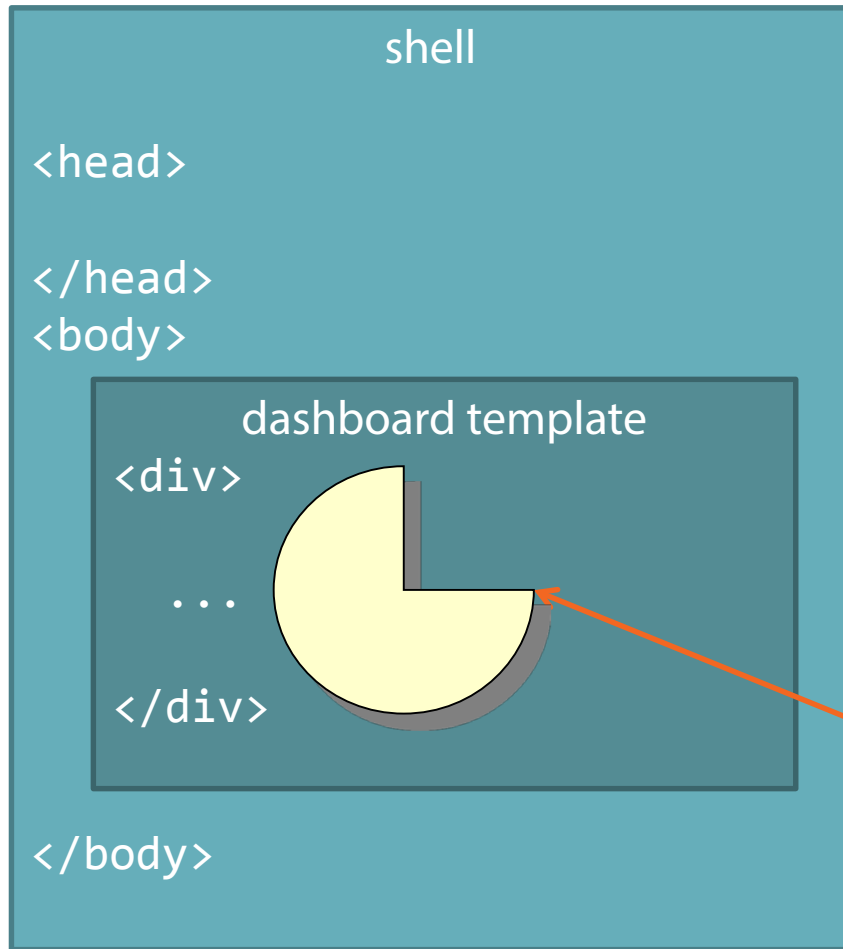 shell
<head>
</head>
<body>
dashboard template
<div>
...
</div>
</body>